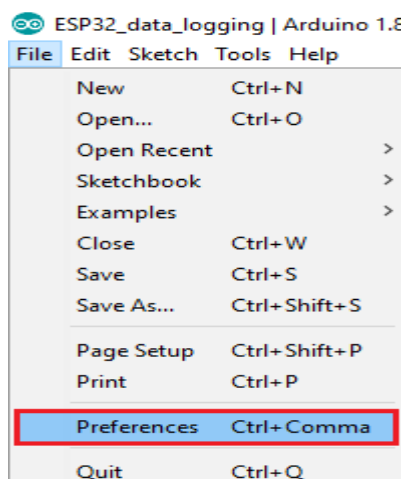 ESP32_data_logging | Arduino 1.8
File Edit Sketch Tools Help
New Ctrl+N
Open... Ctrl+O
Open Recent >
Sketchbook >
Examples >
Close Ctrl+W
Save Ctrl+S
Save As... Ctrl+Shift+S
Page Setup Ctrl+Shift+P
Print Ctrl+P
Preferences Ctrl+Comma
Quit Ctrl+Q